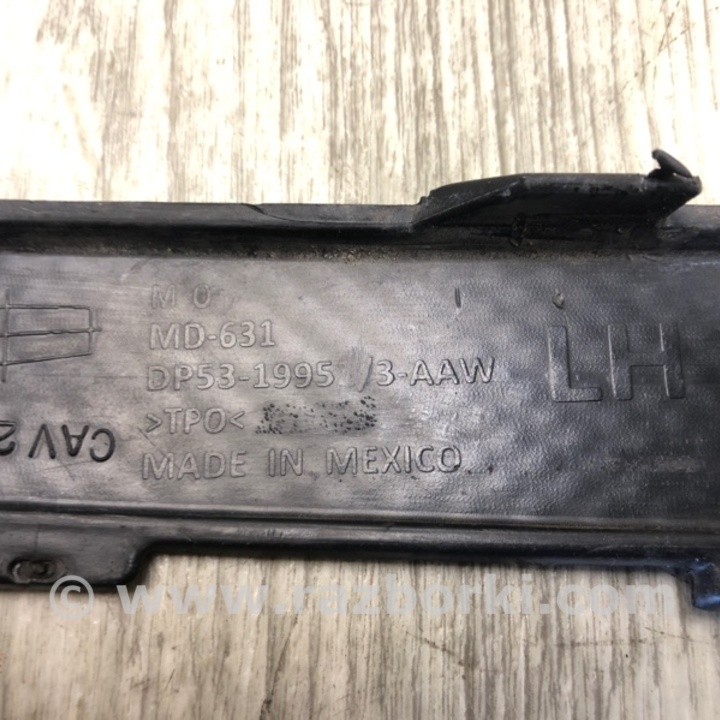 M O
MD-631
DP53-1995 /3-AAW
>TPO<
MADE IN MEXICO
LH
CAV 2
© www.razborki.com